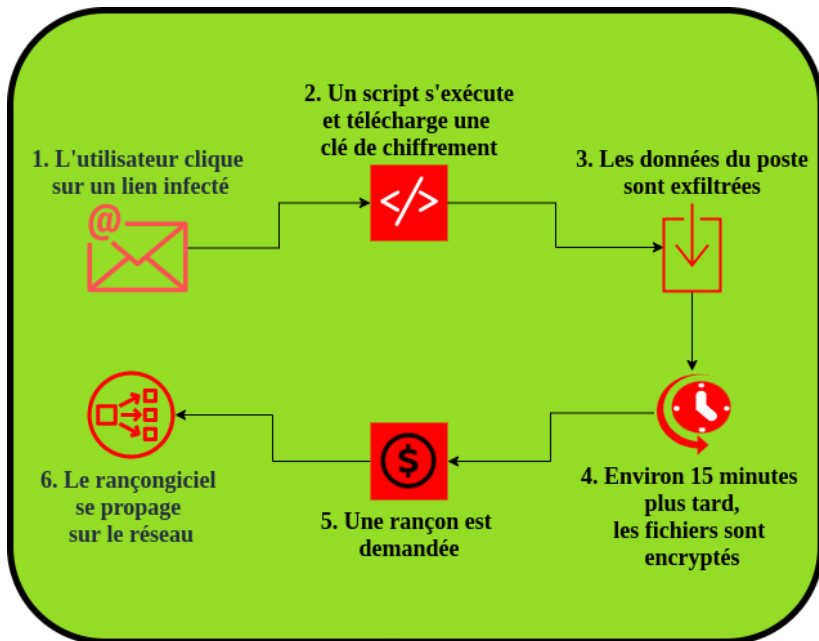 1. L'utilisateur clique
sur un lien infecté
@
2. Un script s'exécute
et télécharge une
clé de chiffrement
</>
3. Les données du poste
sont exfiltrées
4. Environ 15 minutes
plus tard,
les fichiers sont
encryptés
$
5. Une rançon est
demandée
6. Le rançongiciel
se propage
sur le réseau